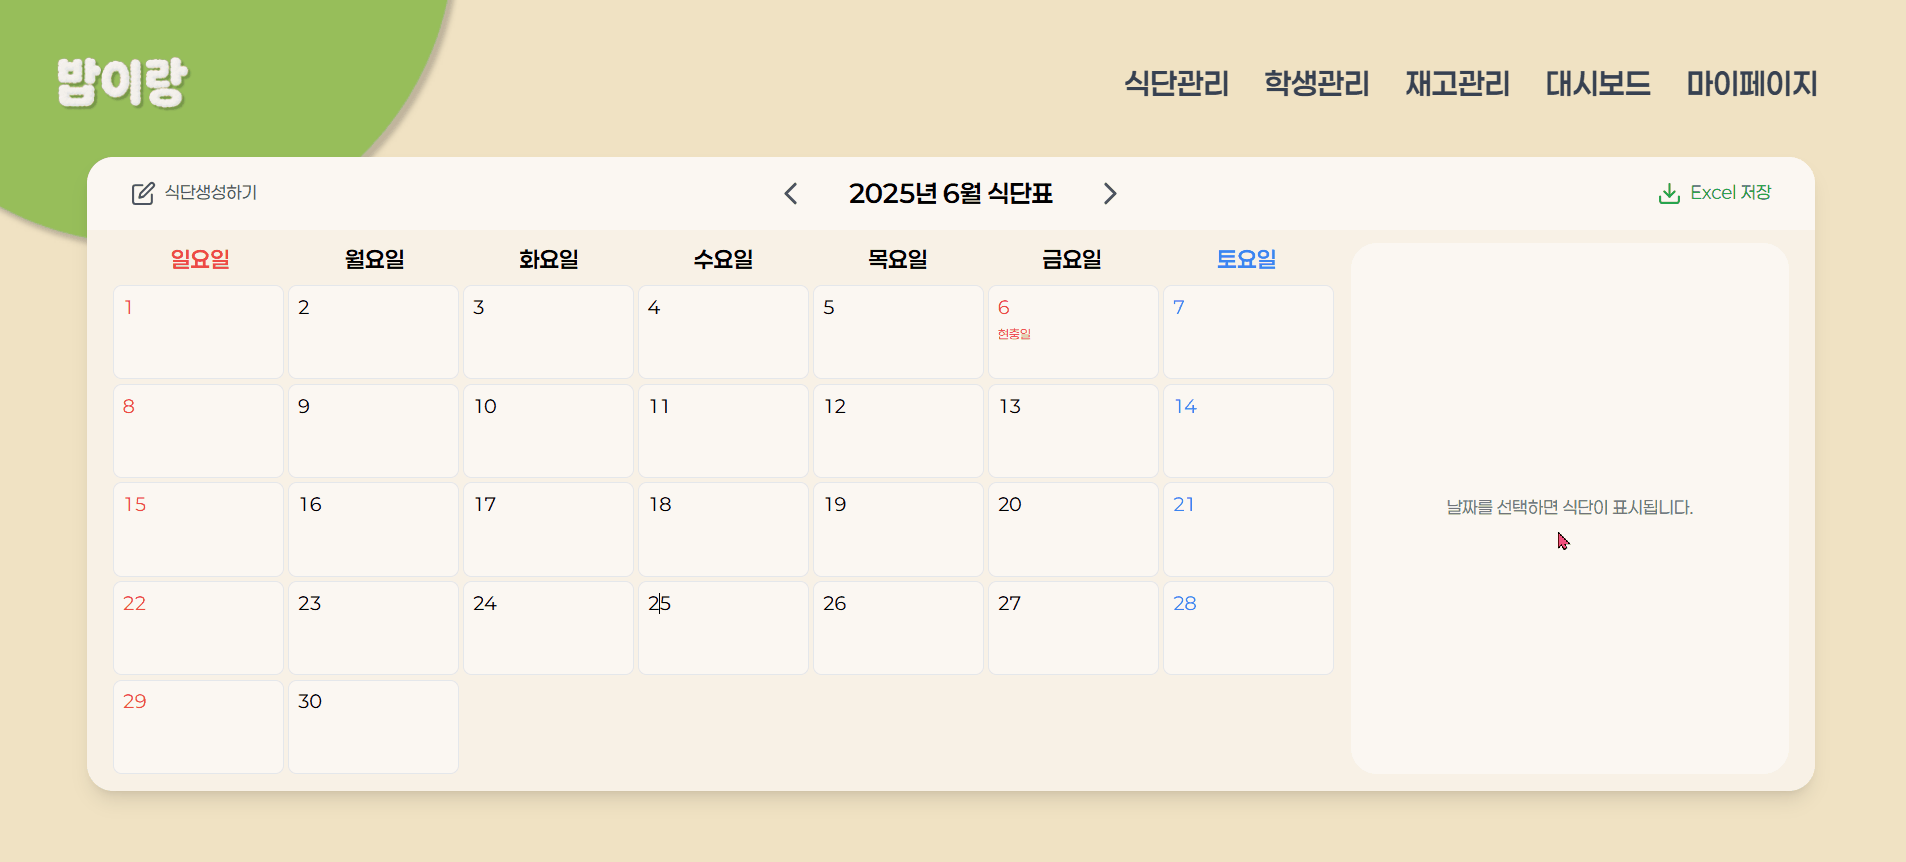 밥이랑
식단관리 학생관리 재고관리 대시보드 마이페이지
식단생성하기 2025년 6월 식단표 Excel 저장
일요일 월요일 화요일 수요일 목요일 금요일 토요일
1 2 3 4 5 6 7
현충일
8 9 10 11 12 13 14
15 16 17 18 19 20 21
날짜를 선택하면 식단이 표시됩니다.
22 23 24 25 26 27 28
29 30